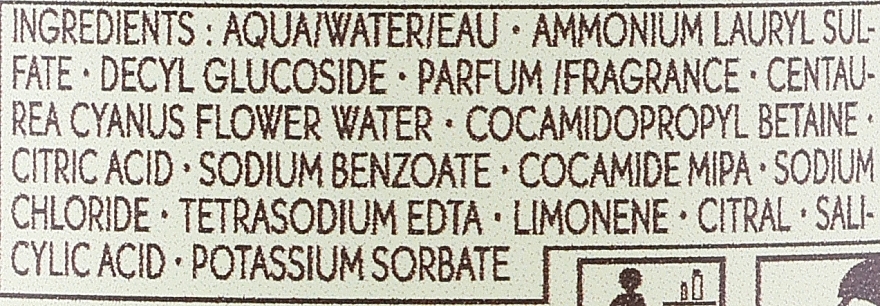 INGREDIENTS : AQUA/WATER/EAU · AMMONIUM LAURYL SUL-
FATE · DECYL GLUCOSIDE · PARFUM /FRAGRANCE · CENTAU-
REA CYANUS FLOWER WATER · COCAMIDOPROPYL BETAINE ·
CITRIC ACID · SODIUM BENZOATE · COCAMIDE MIPA · SODIUM
CHLORIDE · TETRASODIUM EDTA · LIMONENE · CITRAL · SALI-
CYLIC ACID · POTASSIUM SORBATE